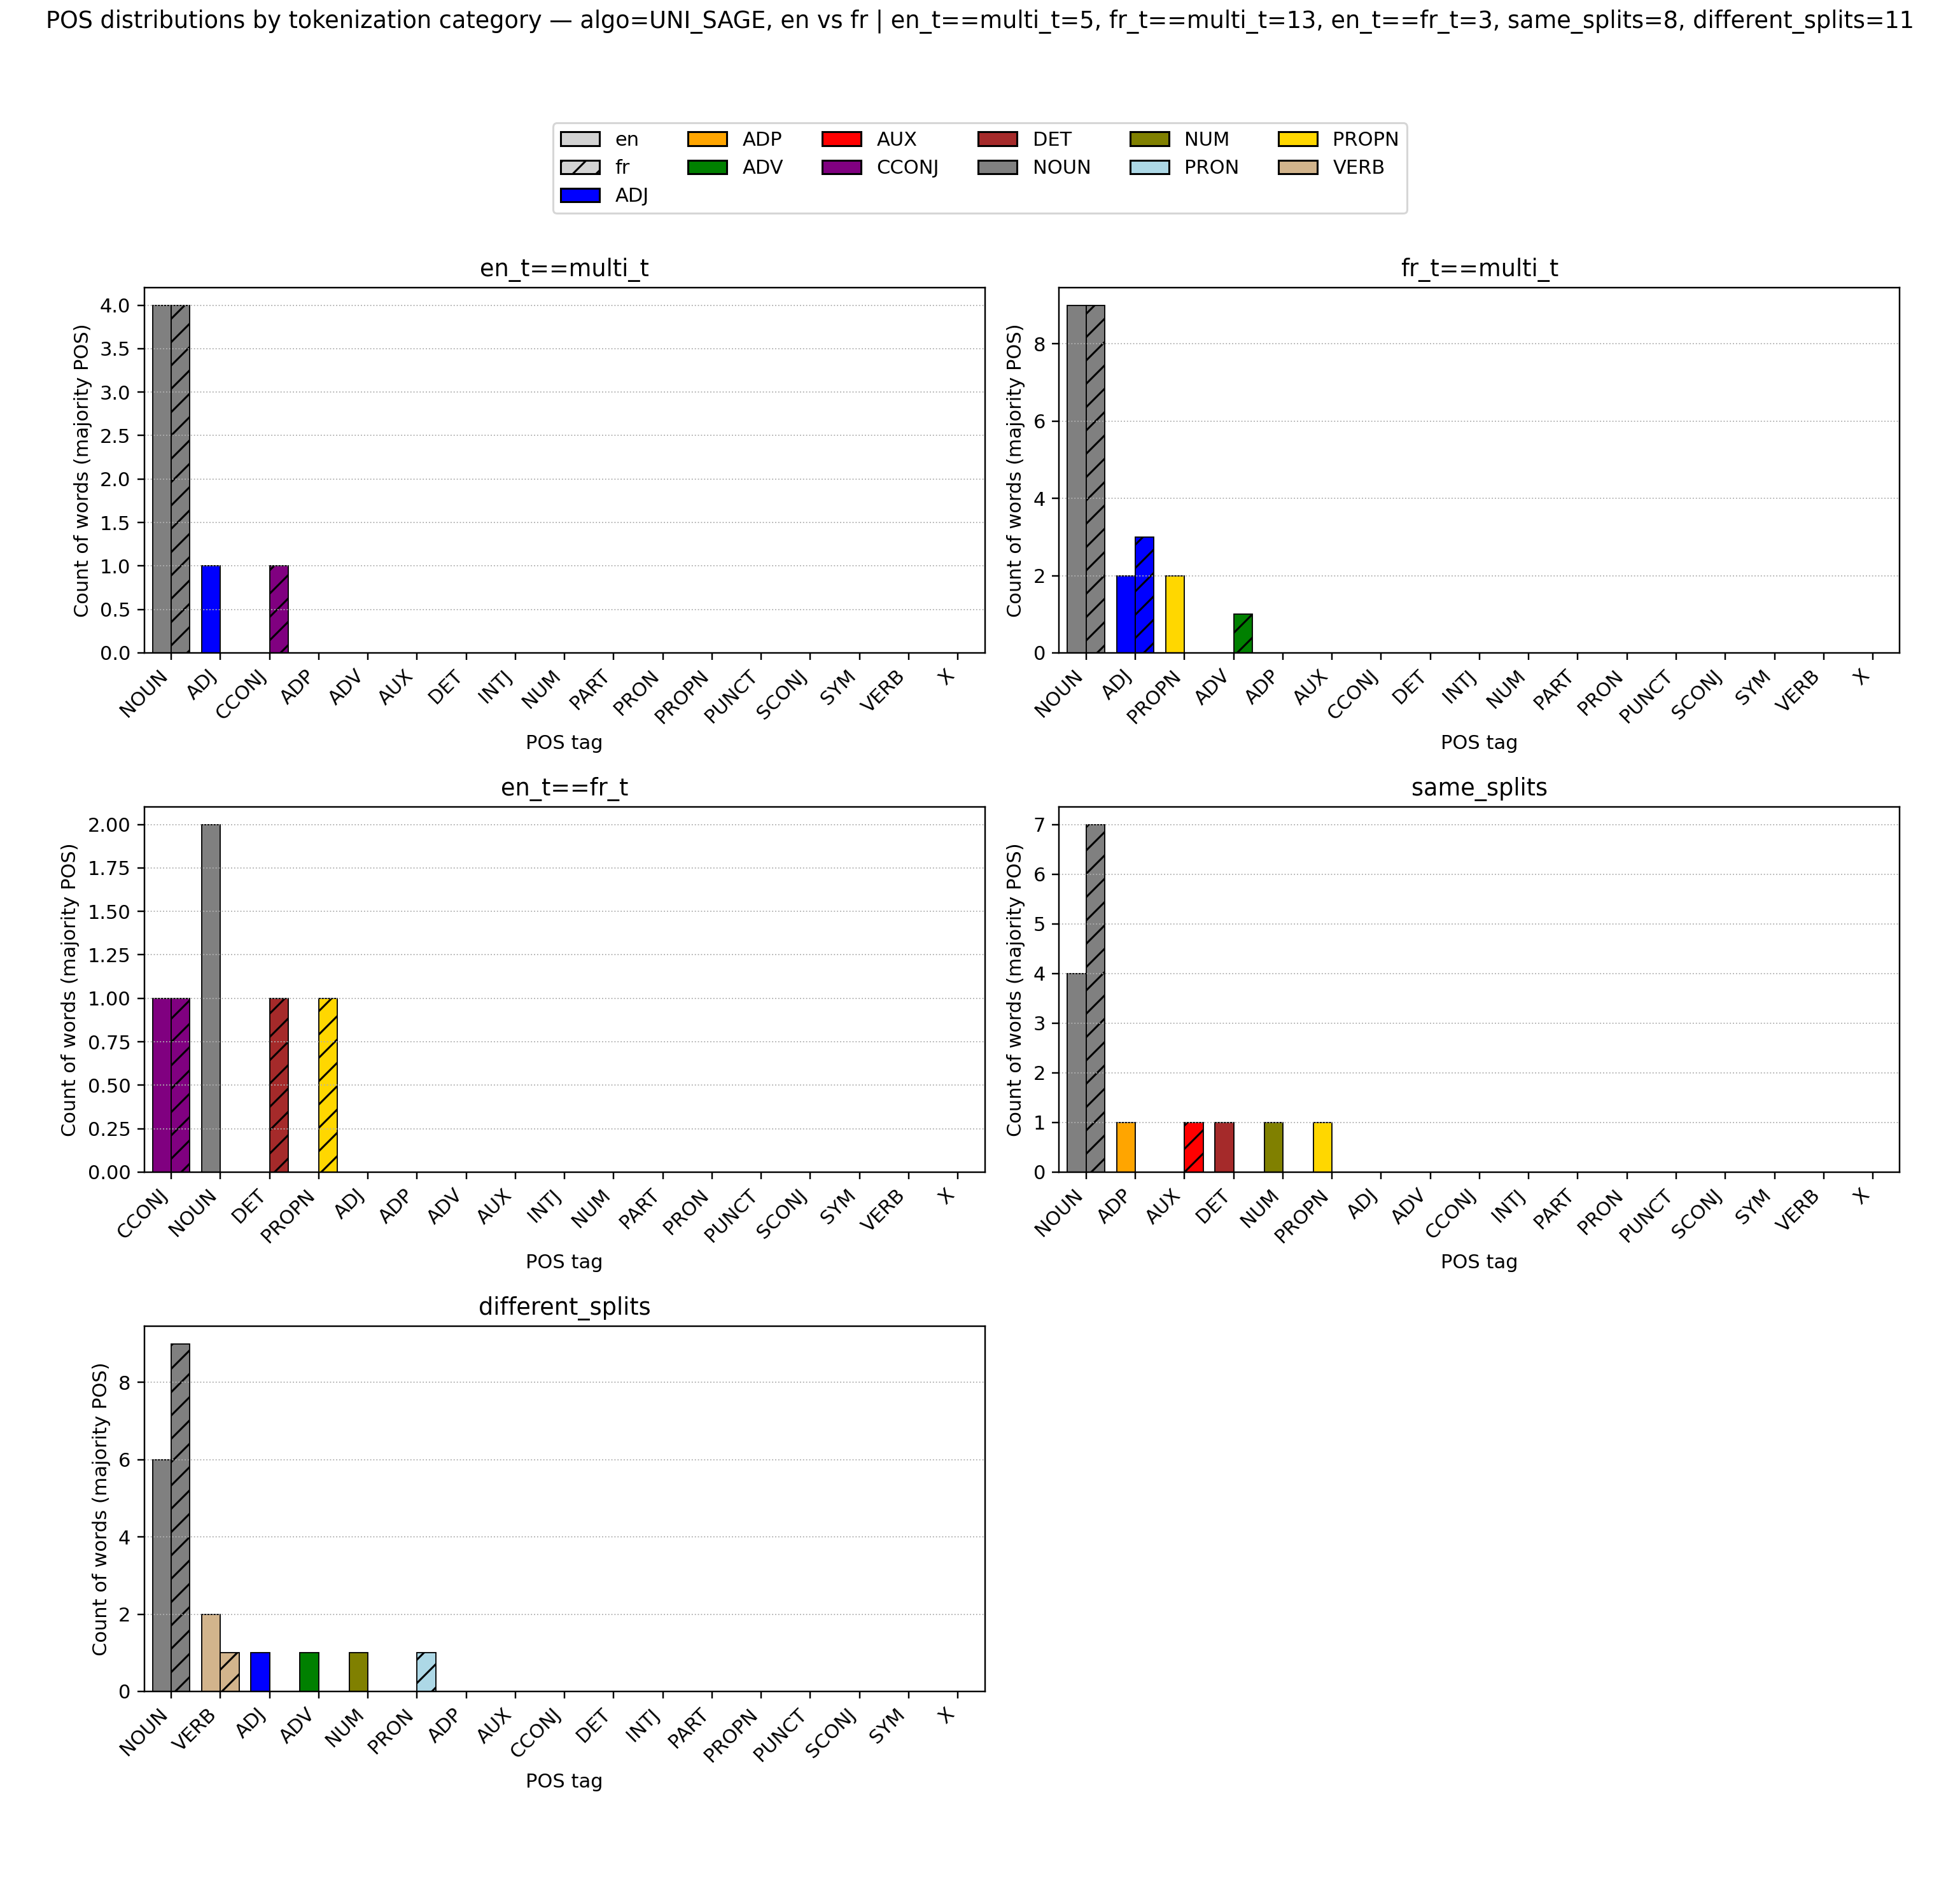 POS distributions by tokenization category — algo=UNI_SAGE, en vs fr | en_t==multi_t=5, fr_t==multi_t=13, en_t==fr_t=3, same_splits=8, different_splits=11
en ADP AUX DET NUM PROPN
fr ADV CCONJ NOUN PRON VERB
ADJ
en_t==multi_t
Count of words (majority POS)
4.0
3.5
3.0
2.5
2.0
1.5
1.0
0.5
0.0
NOUN ADJ CCONJ ADP ADV AUX DET INTJ NUM PART PRON PROPN PUNCT SCONJ SYM VERB X
POS tag
fr_t==multi_t
Count of words (majority POS)
8
6
4
2
0
NOUN ADJ PROPN ADV ADP AUX CCONJ DET INTJ NUM PART PRON PUNCT SCONJ SYM VERB X
POS tag
en_t==fr_t
Count of words (majority POS)
2.00
1.75
1.50
1.25
1.00
0.75
0.50
0.25
0.00
CCONJ NOUN DET PROPN ADJ ADP ADV AUX INTJ NUM PART PRON PUNCT SCONJ SYM VERB X
POS tag
same_splits
Count of words (majority POS)
7
6
5
4
3
2
1
0
NOUN ADP AUX DET NUM PROPN ADJ ADV CCONJ INTJ PART PRON PUNCT SCONJ SYM VERB X
POS tag
different_splits
Count of words (majority POS)
8
6
4
2
0
NOUN VERB ADJ ADV NUM PRON ADP AUX CCONJ DET INTJ PART PROPN PUNCT SCONJ SYM X
POS tag